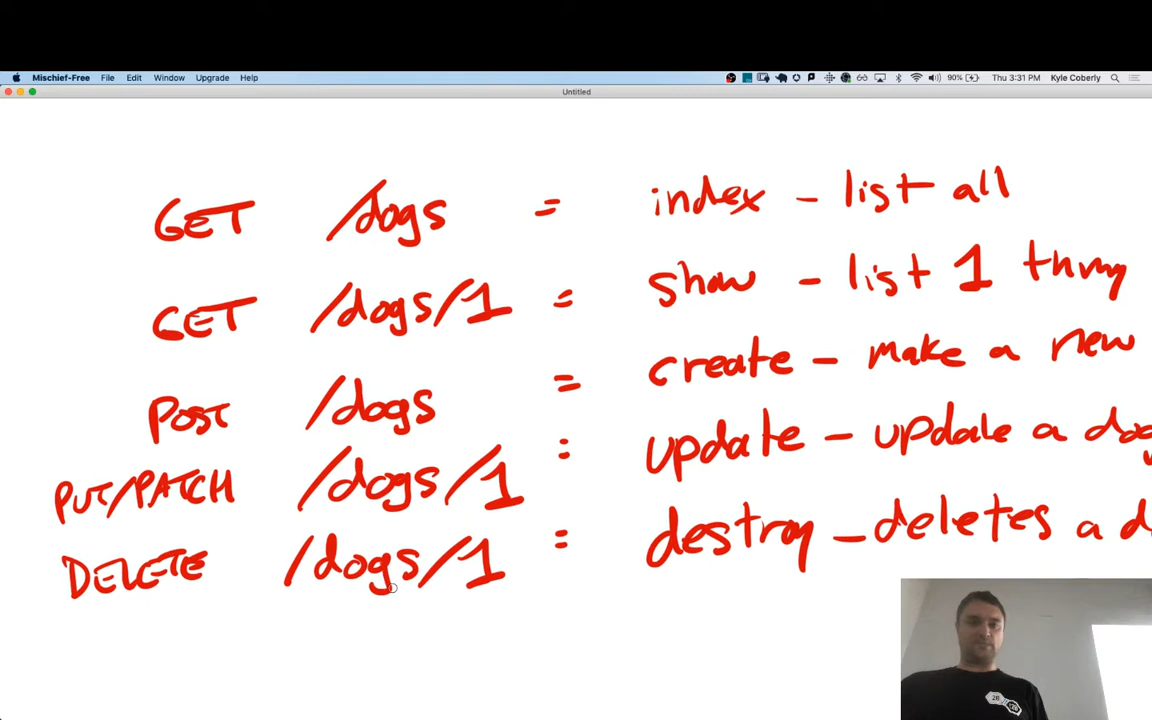 Mischief-Free File Edit Window Upgrade Help 90% Thu 3:31 PM Kyle Coberly
Untitled
GET /dogs = index - list all
GET /dogs/1 = show - list 1 thing
POST /dogs = create - make a new
PUT/PATCH /dogs/1 = update - update a dog
DELETE /dogs/1 = destroy - deletes a d